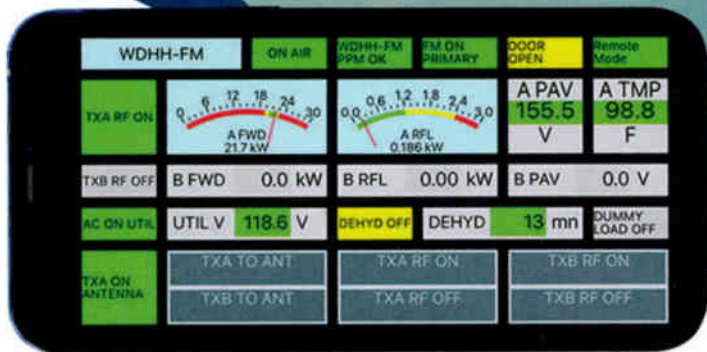 WDHH-FM
ON AIR
WDHH-FM
PPM OK
FM ON
PRIMARY
DOOR
OPEN
Remote
Mode
TXA RF ON
0 6 12 18 24 30
A FWD
21.7 kW
0.0 0.6 1.2 1.8 2.4 3.0
A RFL
0.186 kW
A PAV
155.5
V
A TMP
98.8
F
TXB RF OFF
B FWD 0.0 kW
B RFL 0.00 kW
B PAV 0.0 V
AC ON UTIL
UTIL V 118.6 V
DEHYD OFF
DEHYD 13 mn
DUMMY
LOAD OFF
TXA ON
ANTENNA
TXA TO ANT
TXA RF ON
TXB RF ON
TXB TO ANT
TXA RF OFF
TXB RF OFF